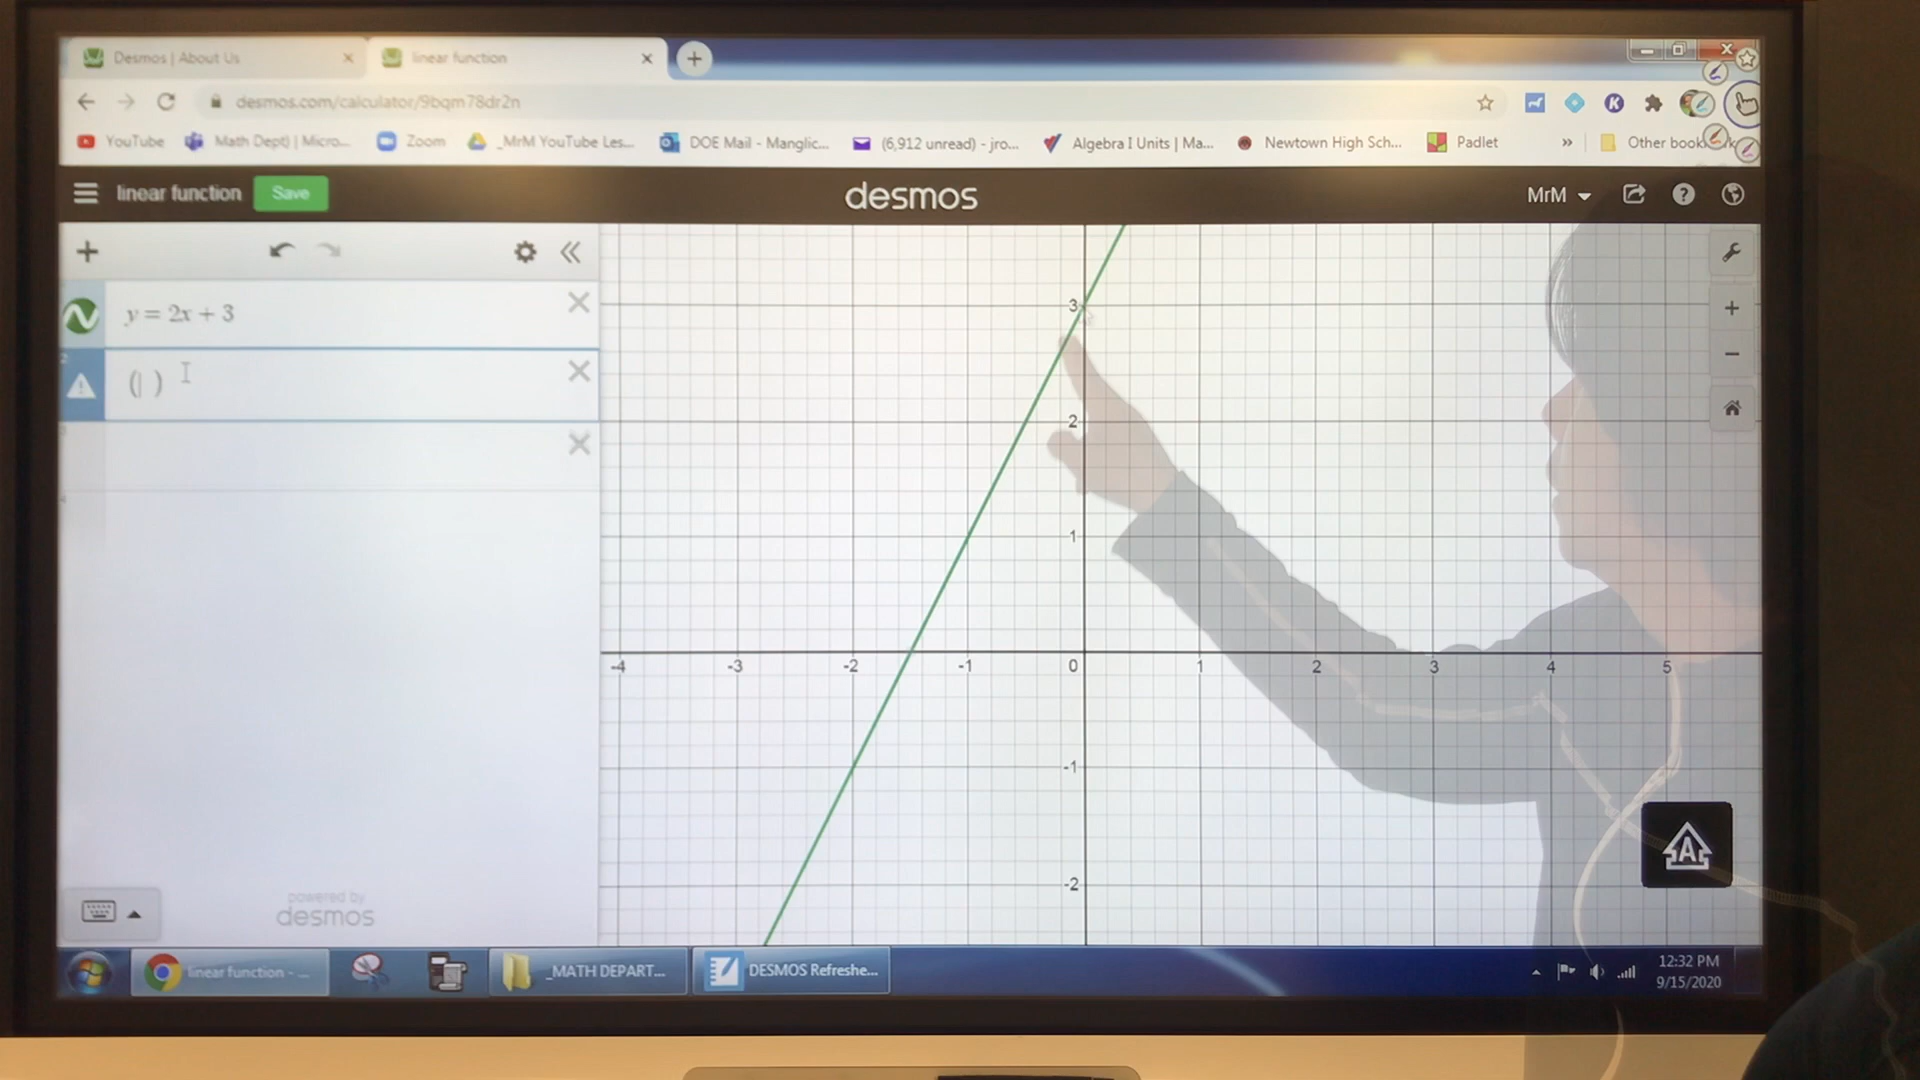 Desmos | About Us
linear function
desmos.com/calculator/9bqm78dr2n
YouTube
Math Dept) | Micro...
Zoom
_MrM YouTube Les...
DOE Mail - Manglic...
(6,912 unread) - jro...
Algebra I Units | Ma...
Newtown High Sch...
Padlet
»
Other book
linear function
Save
desmos
MrM
y = 2x + 3
2
( )
3
4
3
2
1
-4 -3 -2 -1 0 1 2 3 4 5
-1
-2
A
powered by
desmos
linear function - ...
_MATH DEPART...
DESMOS Refreshe...
12:32 PM
9/15/2020